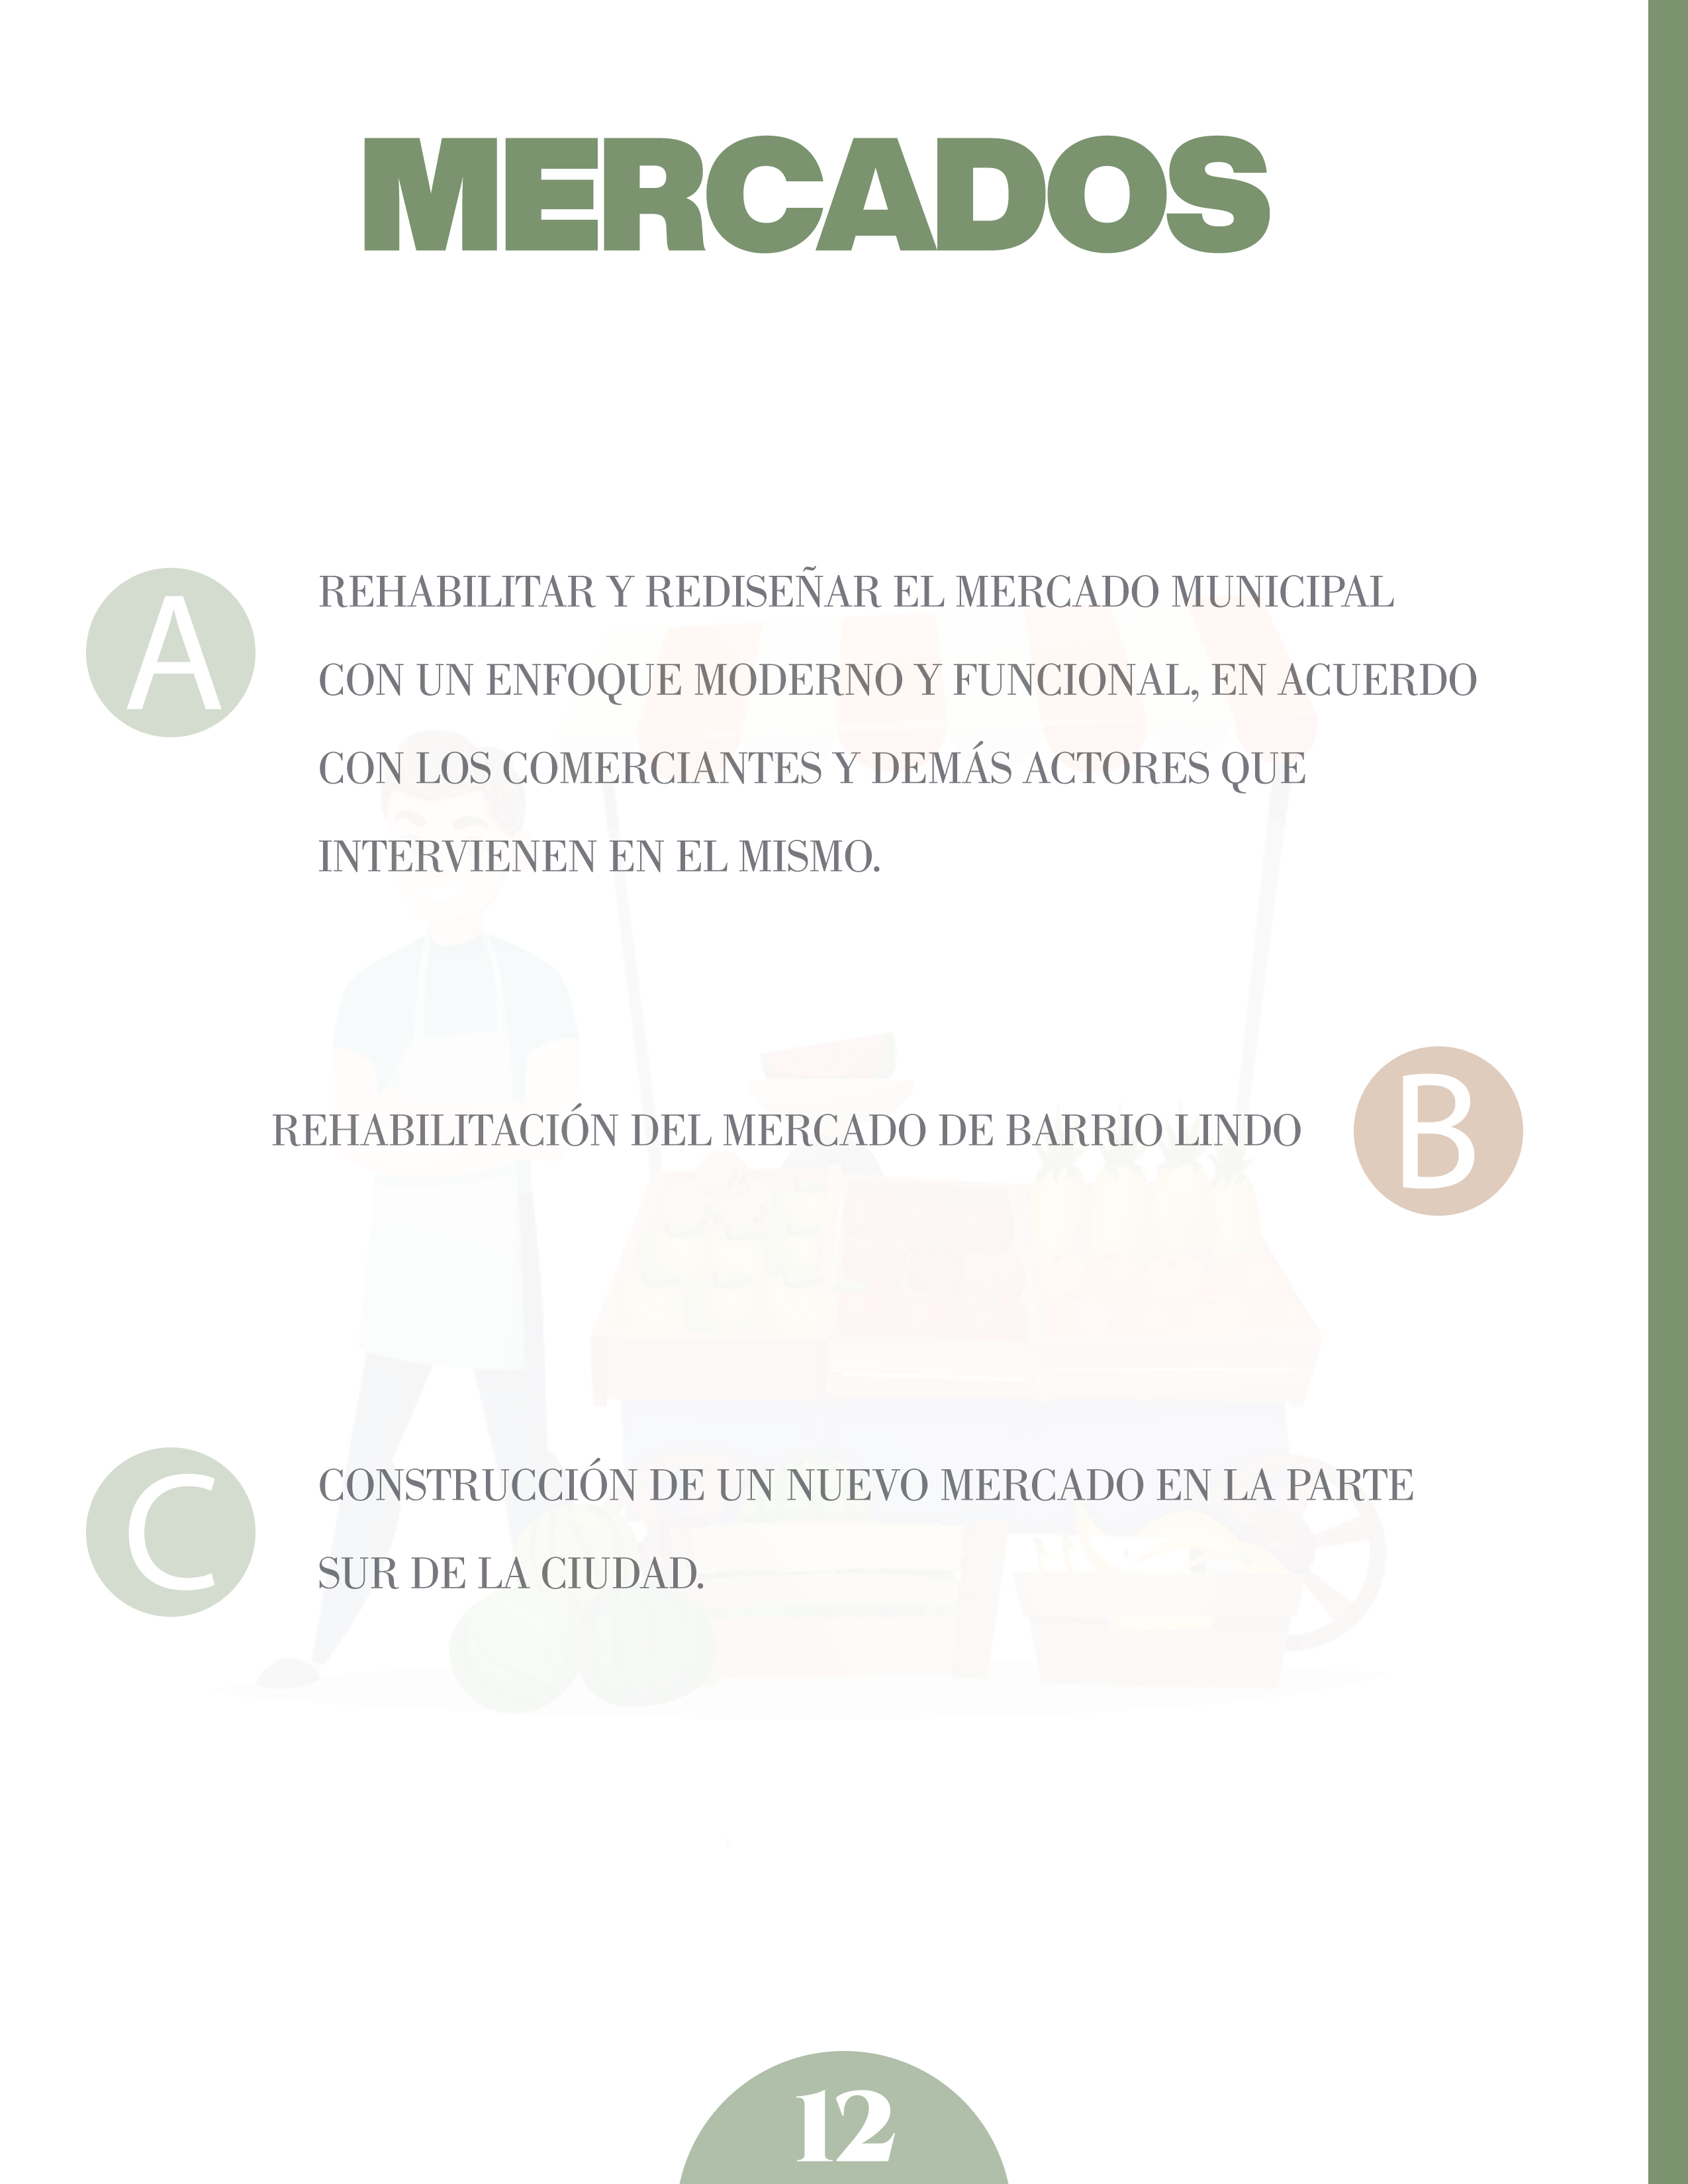 MERCADOS
A
REHABILITAR Y REDISEÑAR EL MERCADO MUNICIPAL
CON UN ENFOQUE MODERNO Y FUNCIONAL, EN ACUERDO
CON LOS COMERCIANTES Y DEMÁS ACTORES QUE
INTERVIENEN EN EL MISMO.
REHABILITACIÓN DEL MERCADO DE BARRIO LINDO
B
C
CONSTRUCCIÓN DE UN NUEVO MERCADO EN LA PARTE
SUR DE LA CIUDAD.
12